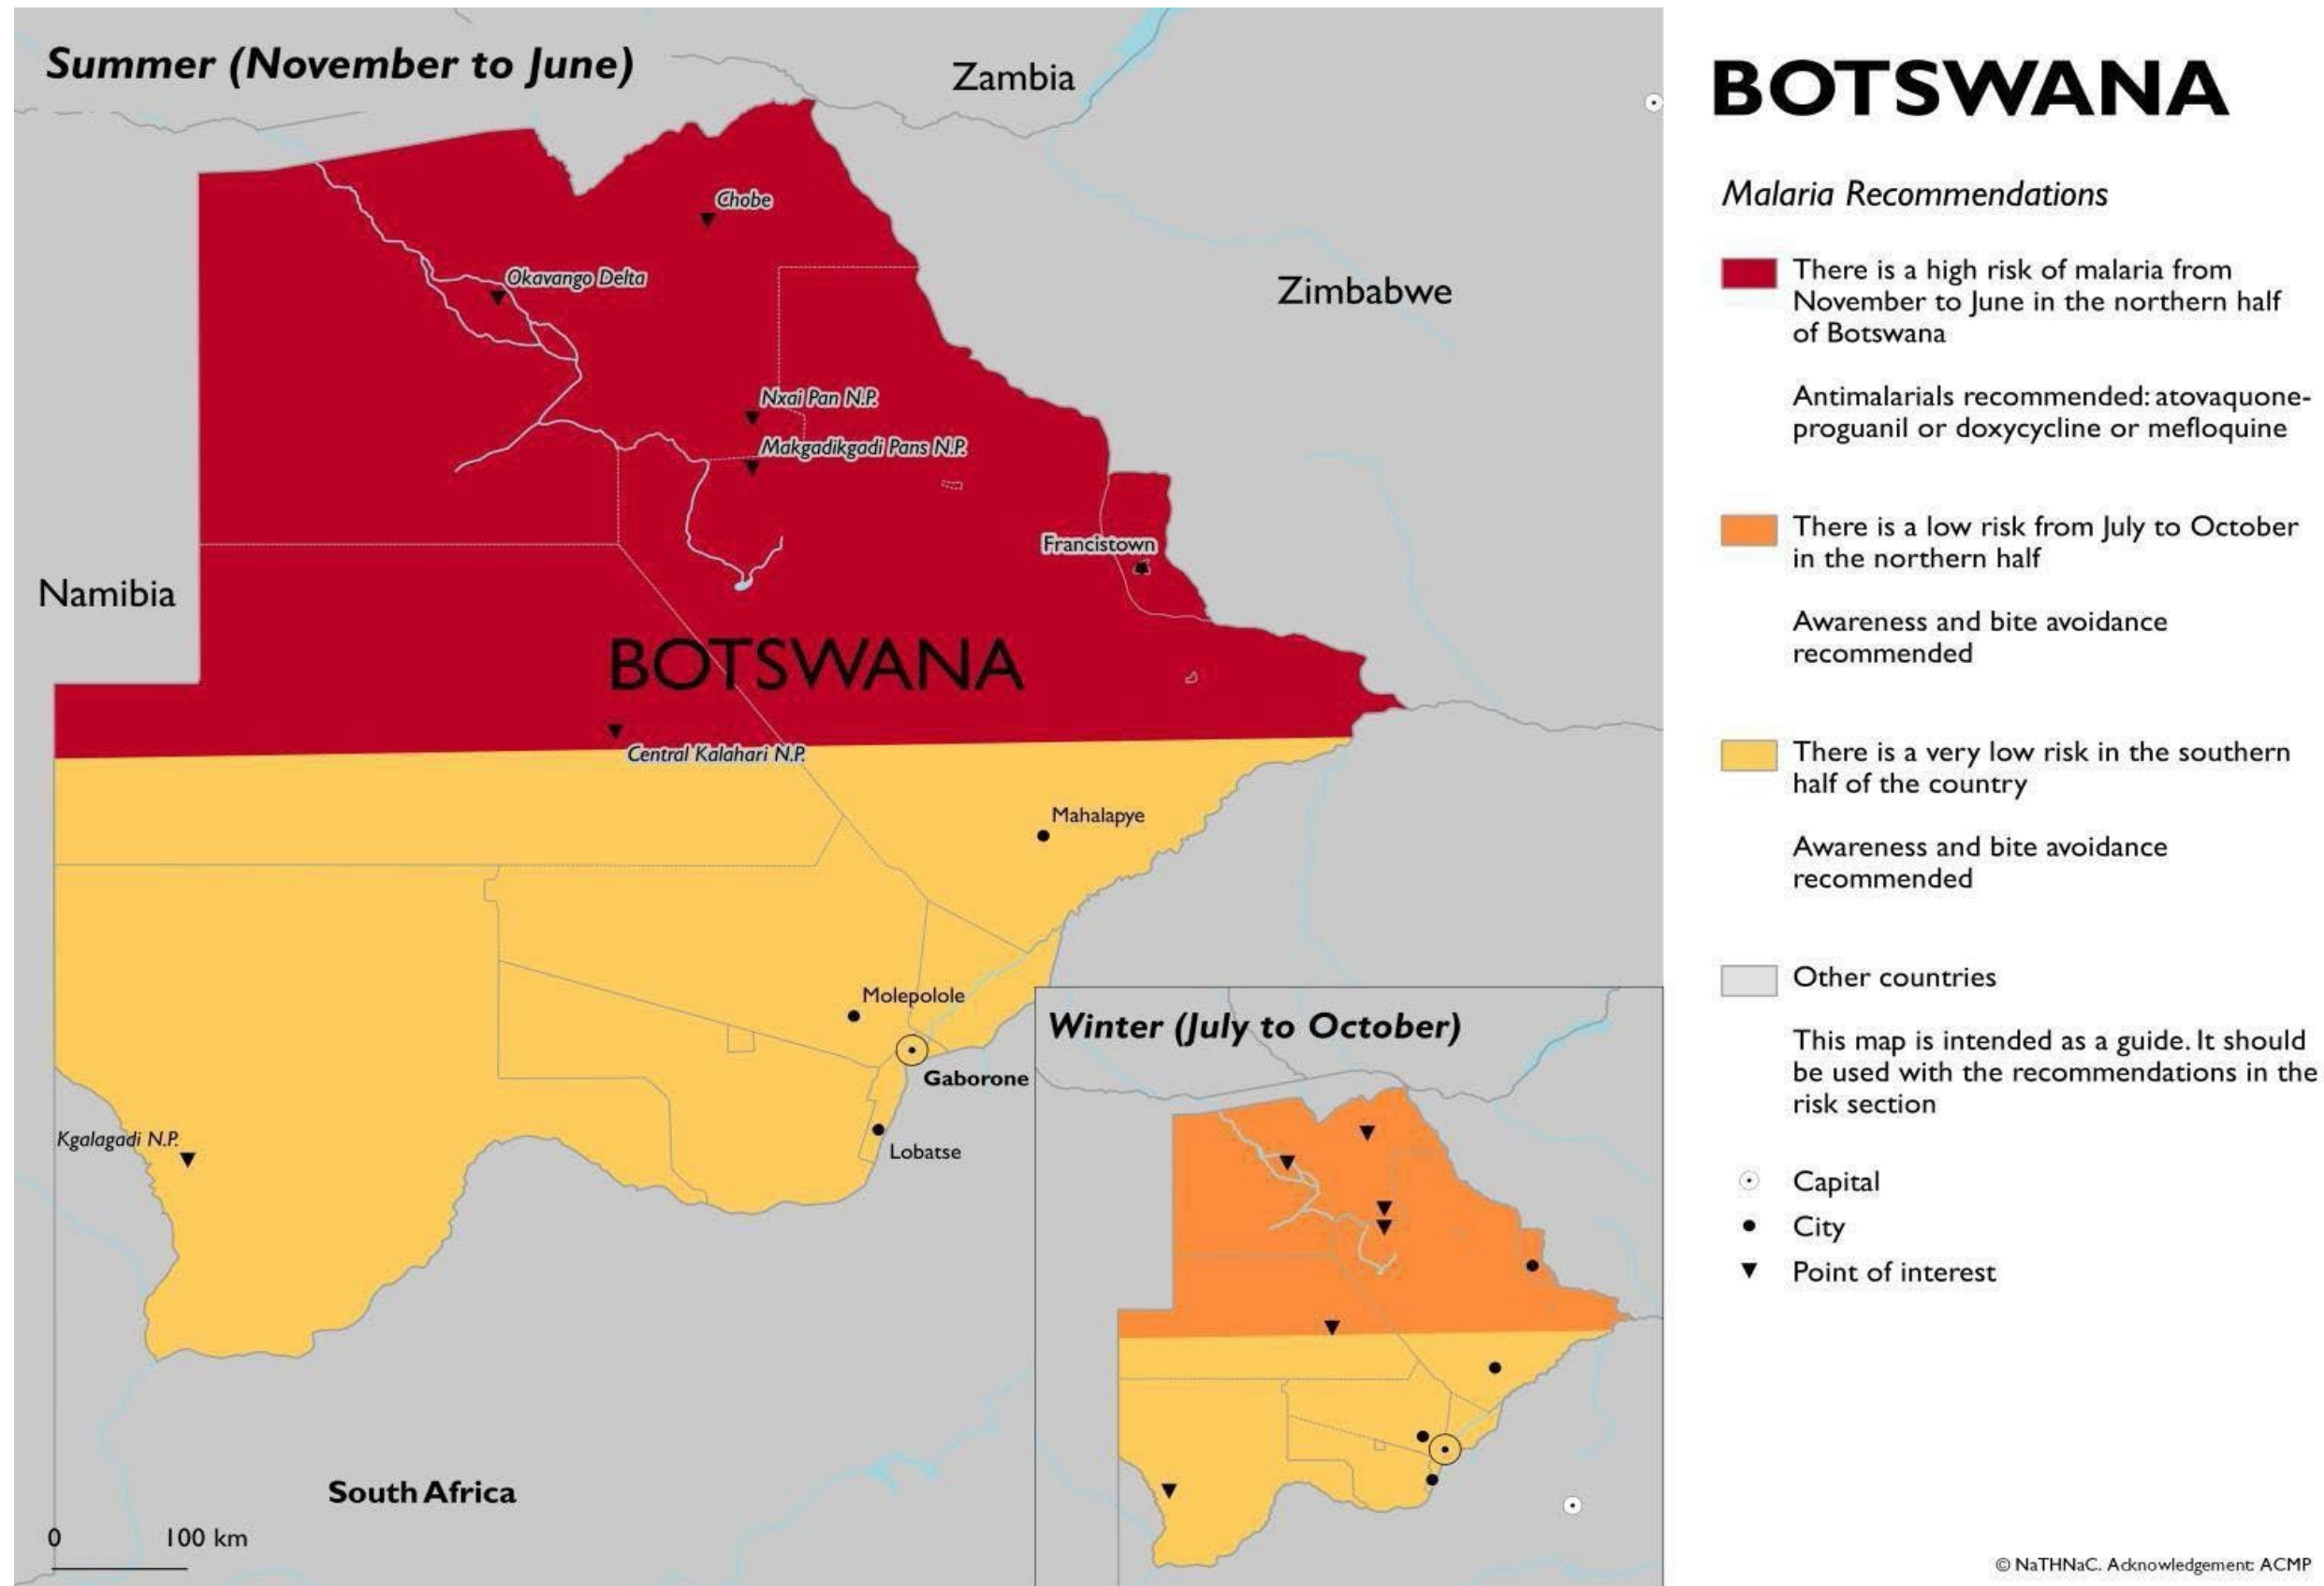 Summer (November to June)
Zambia
Chobe
Okavango Delta
Zimbabwe
Nxai Pan N.P.
Makgadikgadi Pans N.P.
Francistown
Namibia
BOTSWANA
Central Kalahari N.P.
Mahalapye
Molepolole
Gaborone
Kgalagadi N.P.
Lobatse
South Africa
0 100 km
Winter (July to October)
BOTSWANA
Malaria Recommendations
There is a high risk of malaria from
November to June in the northern half
of Botswana
Antimalarials recommended: atovaquone-
proguanil or doxycycline or mefloquine
There is a low risk from July to October
in the northern half
Awareness and bite avoidance
recommended
There is a very low risk in the southern
half of the country
Awareness and bite avoidance
recommended
Other countries
This map is intended as a guide. It should
be used with the recommendations in the
risk section
Capital
City
Point of interest
© NaTHNaC. Acknowledgement: ACMP